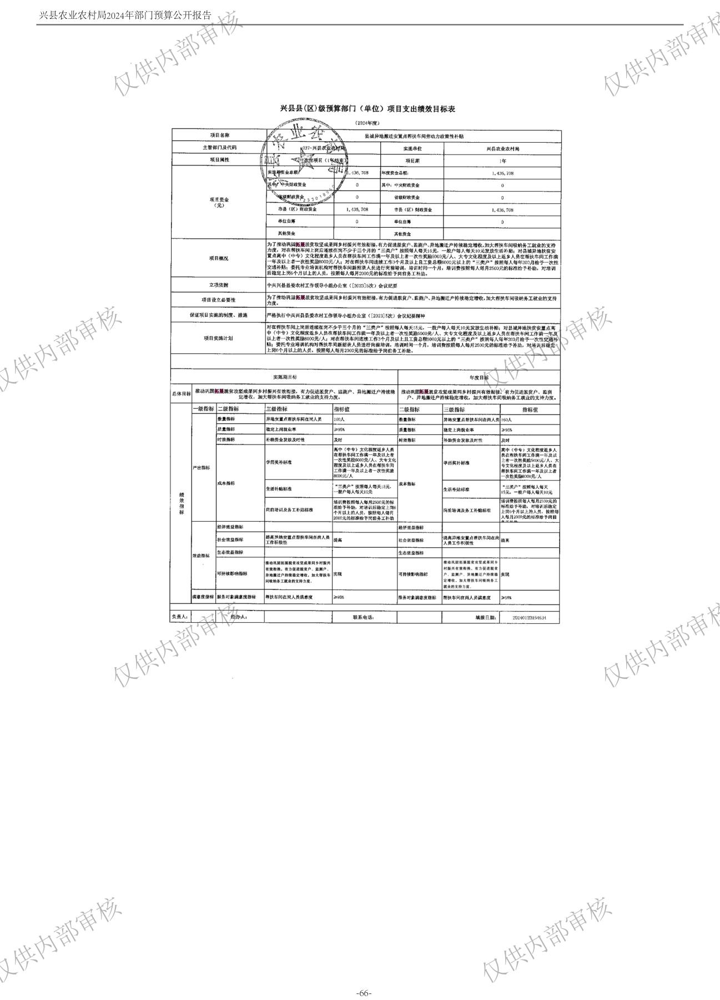 兴县农业农村局2024年部门预算公开报告
兴县县(区)级预算部门（单位）项目支出绩效目标表
（2024年度）
项目名称 县城异地搬迁安置点帮扶车间劳动力政策性补贴
主管部门及代码 037-兴县农业农村局 实施单位 兴县农业农村局
项目属性 一次性项目（1年结束） 项目期 1年
项目资金（元） 实施期资金总额： 1,436,708 年度资金总额： 1,436,708
其中：中央财政资金 0 其中：中央财政资金 0
省级财政资金 0 省级财政资金 0
市县（区）财政资金 1,436,708 市县（区）财政资金 1,436,708
单位自筹 0 单位自筹 0
其他资金 其他资金
项目概况
为了推动巩固拓展脱贫攻坚成果同乡村振兴有效衔接,有力促进脱贫户、监测户、异地搬迁户持续稳定增收,加大帮扶车间吸纳务工就业的支持
力度，对在帮扶车间上岗后连续在岗不少于三个月的“三类户”按照每人每天15元，一般户每人每天10元发放生活补贴；对县城异地扶贫安
置点高中（中专）文化程度返乡人员在帮扶车间工作满一年及以上者一次性奖励5000元/人、大专文化程度及以上返乡人员在帮扶车间工作满
一年及以上者一次性奖励8000元/人；对在帮扶车间连续工作3个月及以上且工资总额6000元以上的“三类户”按照每人每年200月给予一次性
交通补贴；委托专业培训机构对帮扶车间新招录人员进行岗前培训，培训时间一个月，培训费按照每人每月2500元的标准给予补助，对培训
后稳定上岗6个月以上的人员，按照每人每月2000元的标准给予岗前务工补助。
立项依据 中共兴县县委农村工作领导小组办公室（[2023]5次）会议纪要
项目设立必要性
为了推动巩固拓展脱贫攻坚成果同乡村振兴有效衔接,有力促进脱贫户、监测户、异地搬迁户持续稳定增收,加大帮扶车间吸纳务工就业的支持
力度。
保证项目实施的制度、措施 严格执行中共兴县县委农村工作领导小组办公室（[2023]5次）会议纪要精神
项目实施计划
对在帮扶车间上岗后连续在岗不少于三个月的“三类户”按照每人每天15元，一般户每人每天10元发放生活补贴；对县城异地扶贫安置点高
中（中专）文化程度返乡人员在帮扶车间工作满一年及以上者一次性奖励5000元/人、大专文化程度及以上返乡人员在帮扶车间工作满一年及
以上者一次性奖励8000元/人；对在帮扶车间连续工作3个月及以上且工资总额6000元以上的“三类户”按照每人每年200月给予一次性交通补
贴；委托专业培训机构对帮扶车间新招录人员进行岗前培训，培训时间一个月，培训费按照每人每月2500元的标准给予补助，对培训后稳定
上岗6个月以上的人员，按照每人每月2000元的标准给予岗前务工补助。
实施期目标 年度目标
总体目标
推动巩固拓展脱贫攻坚成果同乡村振兴有效衔接，有力促进脱贫户、监测户、异地搬迁户持续稳
定增收，加大帮扶车间吸纳务工就业的支持力度。
推动巩固拓展脱贫攻坚成果同乡村振兴有效衔接，有力促进脱贫户、监测
户、异地搬迁户持续稳定增收，加大帮扶车间吸纳务工就业的支持力度。
绩效指标
一级指标 二级指标 三级指标 指标值 二级指标 三级指标 指标值
产出指标
数量指标 异地安置点帮扶车间在岗人员 160人 数量指标 异地安置点帮扶车间在岗人员 160人
质量指标 稳定上岗就业率 ≥95% 质量指标 稳定上岗就业率 ≥95%
时效指标 补助资金发放及时性 及时 时效指标 补助资金发放及时性 及时
成本指标
学历奖补标准
高中（中专）文化程度返乡人员
在帮扶车间工作满一年及以上者
一次性奖励5000元/人、大专文化
程度及以上返乡人员在帮扶车间
工作满一年及以上者一次性奖励
8000元/人
成本指标
学历奖补标准
高中（中专）文化程度返乡人
员在帮扶车间工作满一年及以
上者一次性奖励5000元/人、大
专文化程度及以上返乡人员在
帮扶车间工作满一年及以上者
一次性奖励8000元/人
生活补贴标准
“三类户”按照每人每天15元，
一般户每人每天10元
生活补贴标准
“三类户”按照每人每天
15元，一般户每人每天10元
岗前培训及务工补贴标准
培训费按照每人每月2500元的标
准给予补助，对培训后稳定上岗6
个月以上的人员，按照每人每月
2000元的标准给予岗前务工补助
岗前培训及务工补贴标准
培训费按照每人每月2500元的
标准给予补助，对培训后稳定
上岗6个月以上的人员，按照每
人每月2000元的标准给予岗前
务工补助
效益指标
经济效益指标 经济效益指标
社会效益指标 提高异地安置点帮扶车间在岗人员
工作积极性 提高
社会效益指标 提高异地安置点帮扶车间在岗
人员工作积极性 提高
生态效益指标 生态效益指标
可持续影响指标
推动巩固拓展脱贫攻坚成果同乡村振兴
有效衔接，有力促进脱贫户、监测户、
异地搬迁户持续稳定增收，加大帮扶车
间吸纳务工就业的支持力度。
实现
可持续影响指标
推动巩固拓展脱贫攻坚成果同乡
村振兴有效衔接，有力促进脱贫
户、监测户、异地搬迁户持续稳
定增收，加大帮扶车间吸纳务工
就业的支持力度。
实现
满意度指标 服务对象满意度指标 帮扶车间在岗人员满意度 ≥95% 服务对象满意度指标 帮扶车间在岗人员满意度 ≥95%
负责人： 经办人： 联系电话： 填报日期： 20240123154534
仅供内部审核
仅供内部审核
仅供内部审核
仅供内部审核
仅供内部审核
仅供内部审核
仅供内部审核
仅供内部审核
-66-